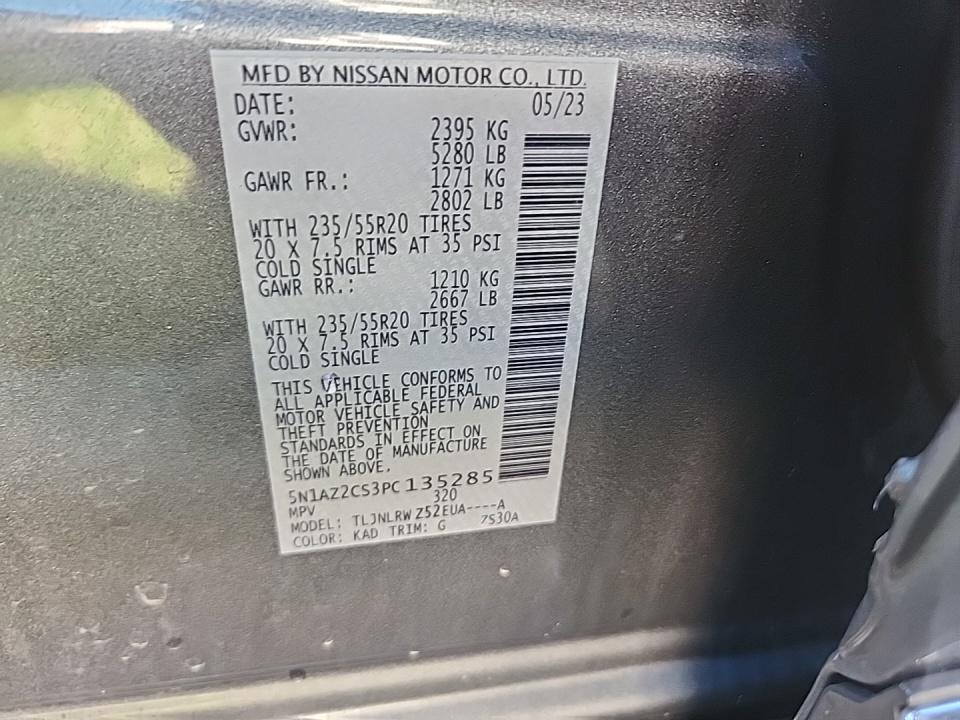 MFD BY NISSAN MOTOR CO., LTD.
DATE: 05/23
GVWR: 2395 KG
5280 LB
GAWR FR.: 1271 KG
2802 LB
WITH 235/55R20 TIRES
20 X 7.5 RIMS AT 35 PSI
COLD SINGLE
GAWR RR.: 1210 KG
2667 LB
WITH 235/55R20 TIRES
20 X 7.5 RIMS AT 35 PSI
COLD SINGLE
THIS VEHICLE CONFORMS TO
ALL APPLICABLE FEDERAL
MOTOR VEHICLE SAFETY AND
THEFT PREVENTION
STANDARDS IN EFFECT ON
THE DATE OF MANUFACTURE
SHOWN ABOVE.
5N1AZ2CS3PC135285
MPV 320
MODEL: TLJNLRW Z52EUA----A
COLOR: KAD TRIM: G 7S30A